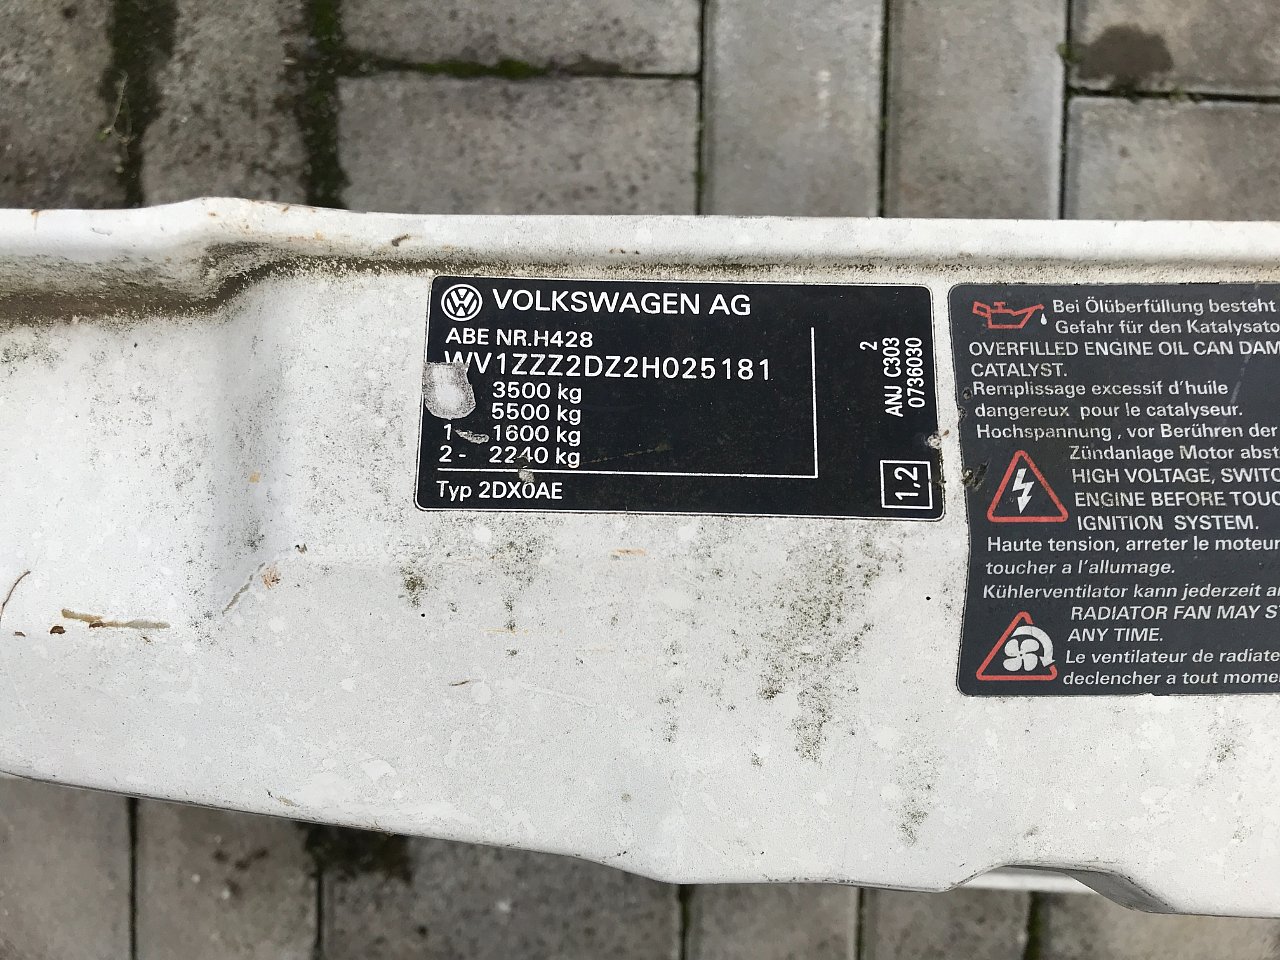 VOLKSWAGEN AG
ABE NR.H428
WV1ZZZ2DZ2H025181
3500 kg
5500 kg
1- 1600 kg
2- 2240 kg
Typ 2DX0AE
2
ANJ C303
0736030
1.2
Bei Ölüberfüllung besteht
Gefahr für den Katalysato
OVERFILLED ENGINE OIL CAN DAM
CATALYST.
Remplissage excessif d'huile
dangereux pour le catalyseur.
Hochspannung, vor Berühren der
Zündanlage Motor abst
HIGH VOLTAGE, SWITC
ENGINE BEFORE TOUC
IGNITION SYSTEM.
Haute tension, arreter le moteur
toucher a l'allumage.
Kühlerventilator kann jederzeit a
RADIATOR FAN MAY ST
ANY TIME.
Le ventilateur de radiate
declencher a tout mome